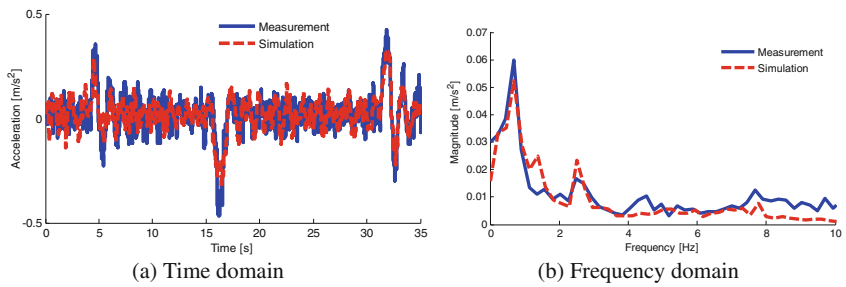 0.5
0
-0.5
Acceleration [m/s²]
Measurement
Simulation
0 5 10 15 20 25 30 35
Time [s]
(a) Time domain
0.07
0.06
0.05
0.04
0.03
0.02
0.01
0
Magnitude [m/s²]
Measurement
Simulation
0 2 4 6 8 10
Frequency [Hz]
(b) Frequency domain